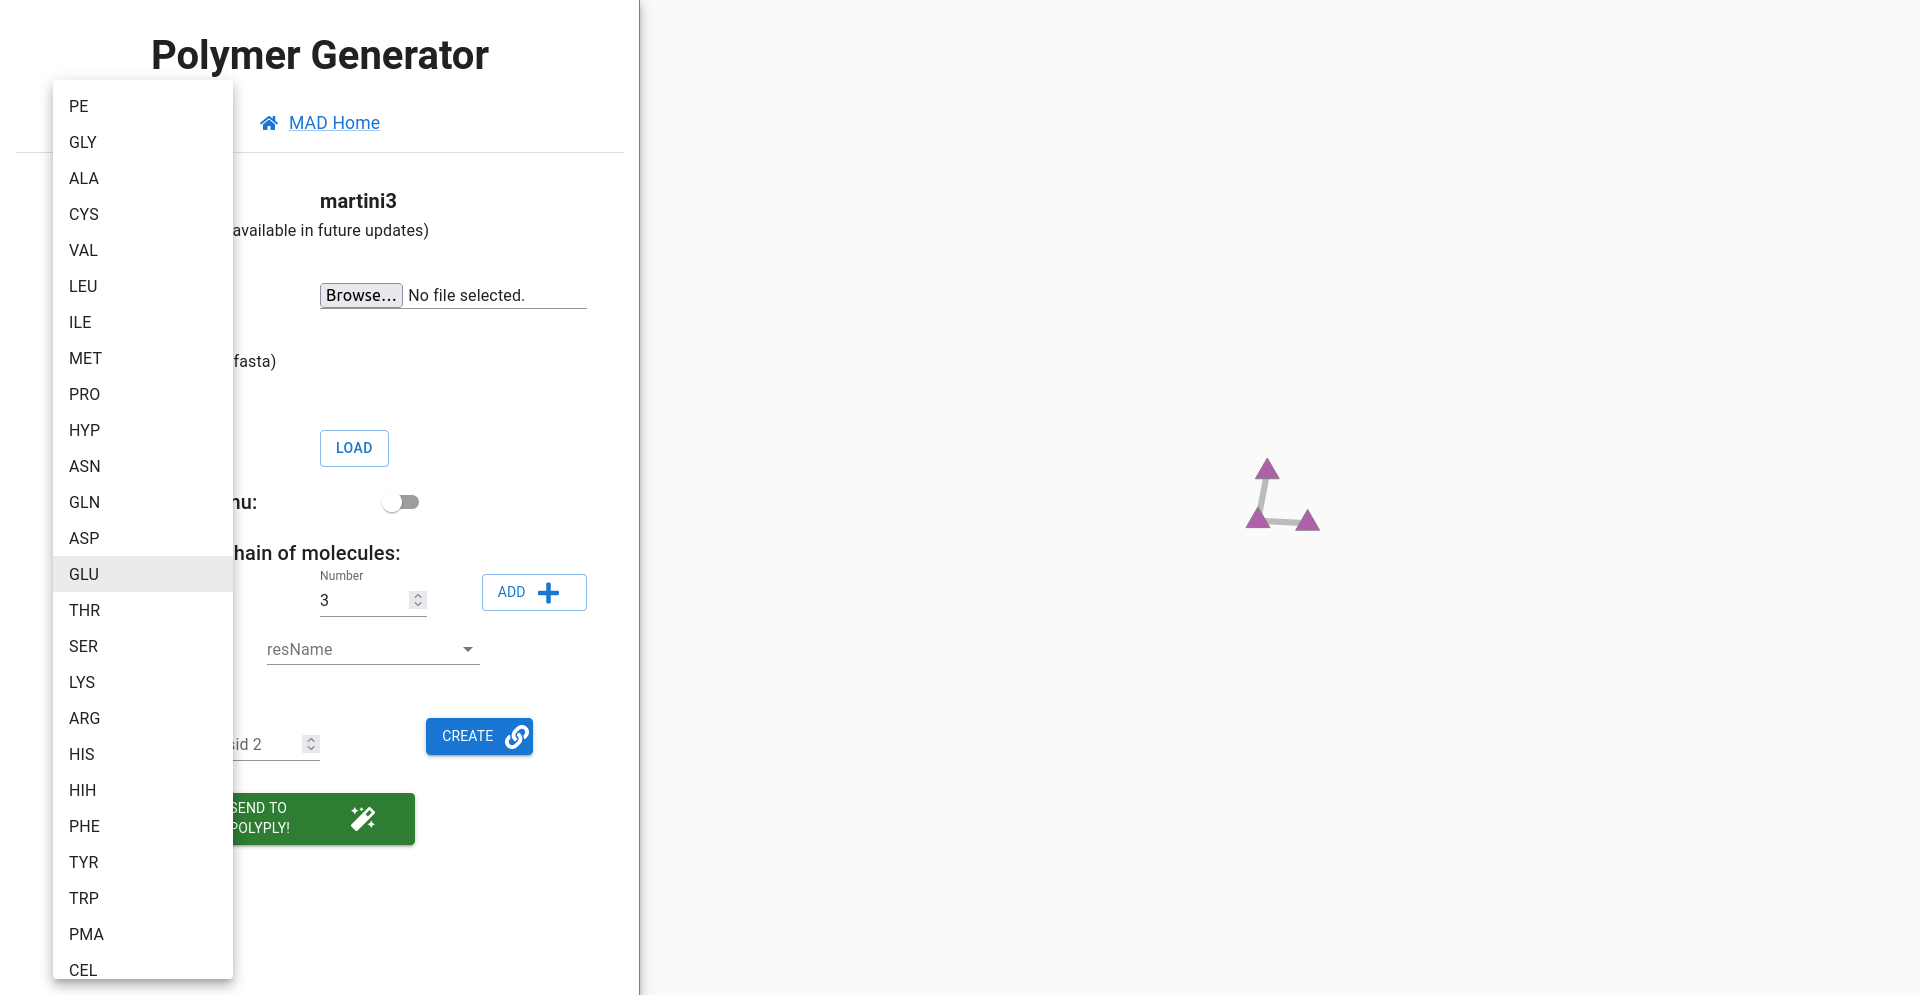 Polymer Generator
MAD Home
martini3
available in future updates)
Browse... No file selected.
fasta)
LOAD
nu:
hain of molecules:
Number
3
ADD
resName
sid 2
CREATE
SEND TO
POLYPLY!
PE
GLY
ALA
CYS
VAL
LEU
ILE
MET
PRO
HYP
ASN
GLN
ASP
GLU
THR
SER
LYS
ARG
HIS
HIH
PHE
TYR
TRP
PMA
CEL